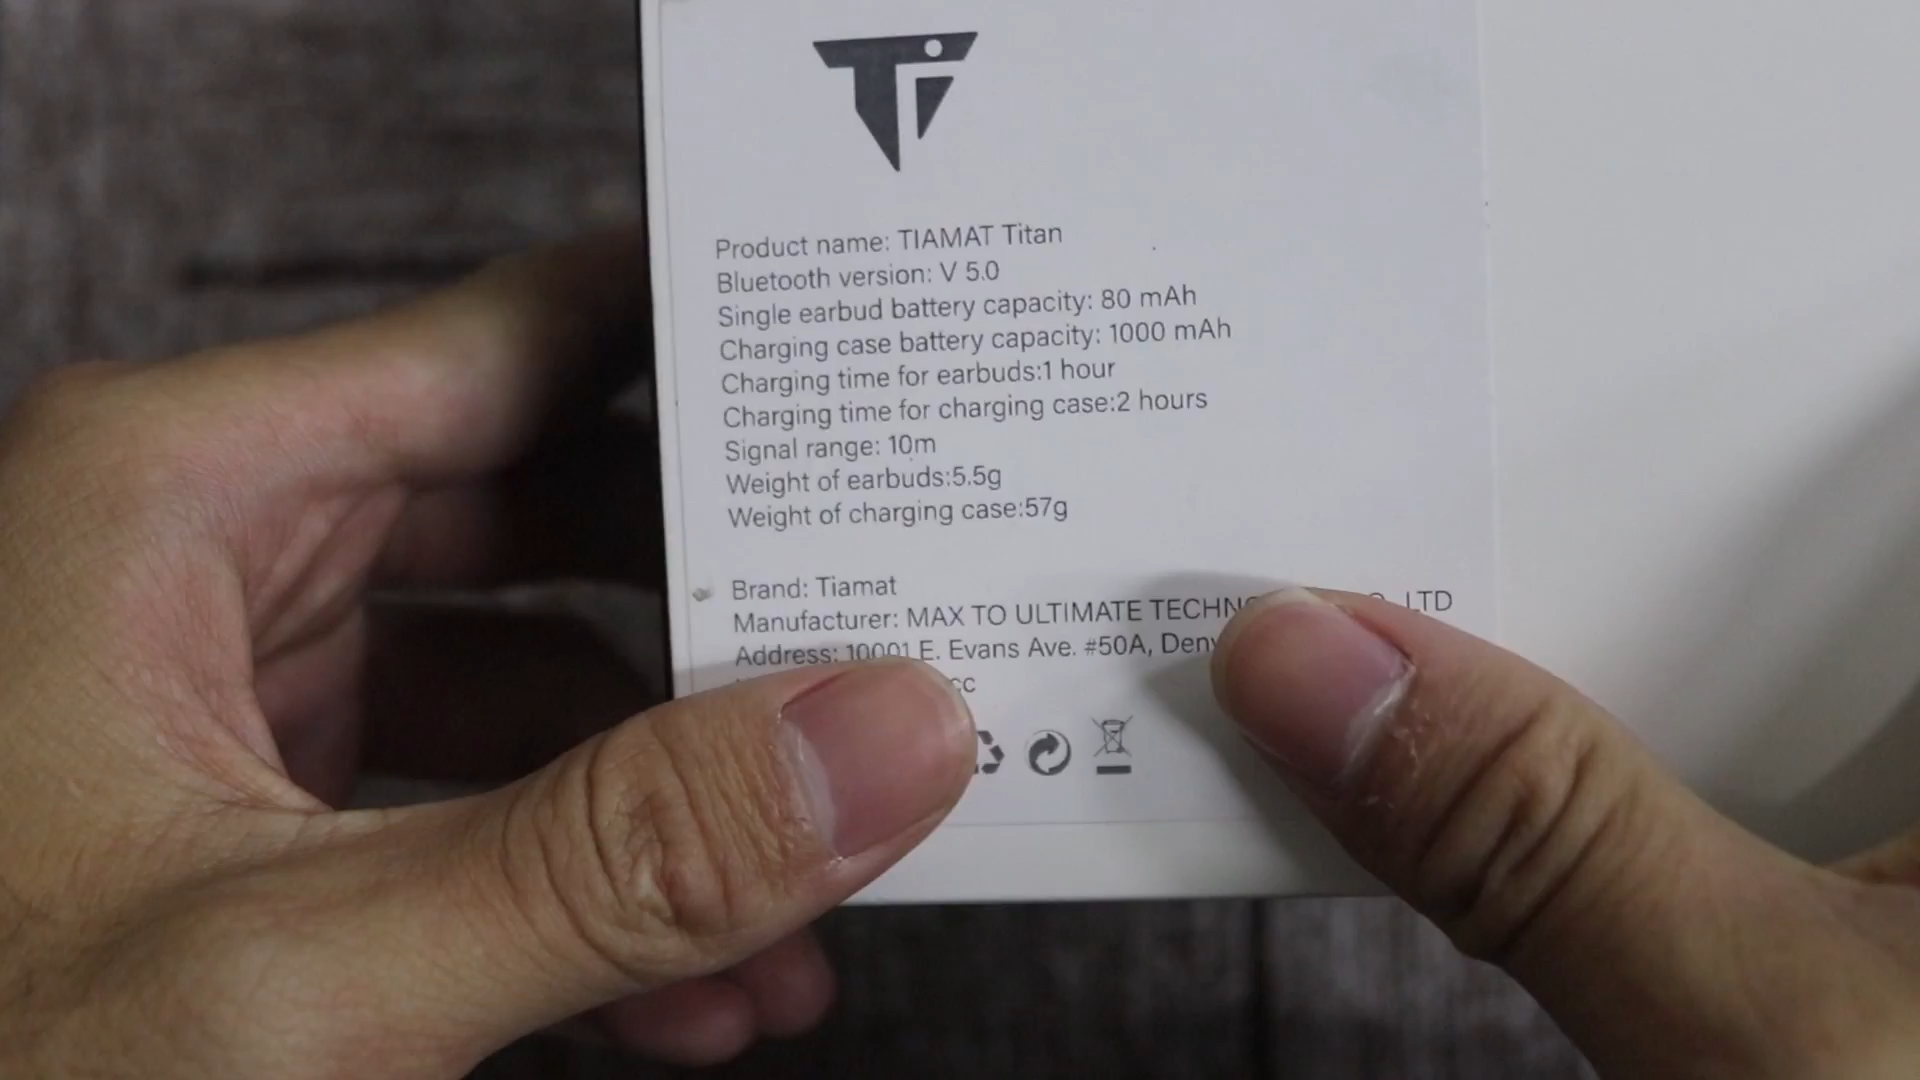 Ti
Product name: TIAMAT Titan
Bluetooth version: V 5.0
Single earbud battery capacity: 80 mAh
Charging case battery capacity: 1000 mAh
Charging time for earbuds:1 hour
Charging time for charging case:2 hours
Signal range: 10m
Weight of earbuds:5.5g
Weight of charging case:57g
Brand: Tiamat
Manufacturer: MAX TO ULTIMATE LTD
Address: 10001 E. Evans Ave. #50A,